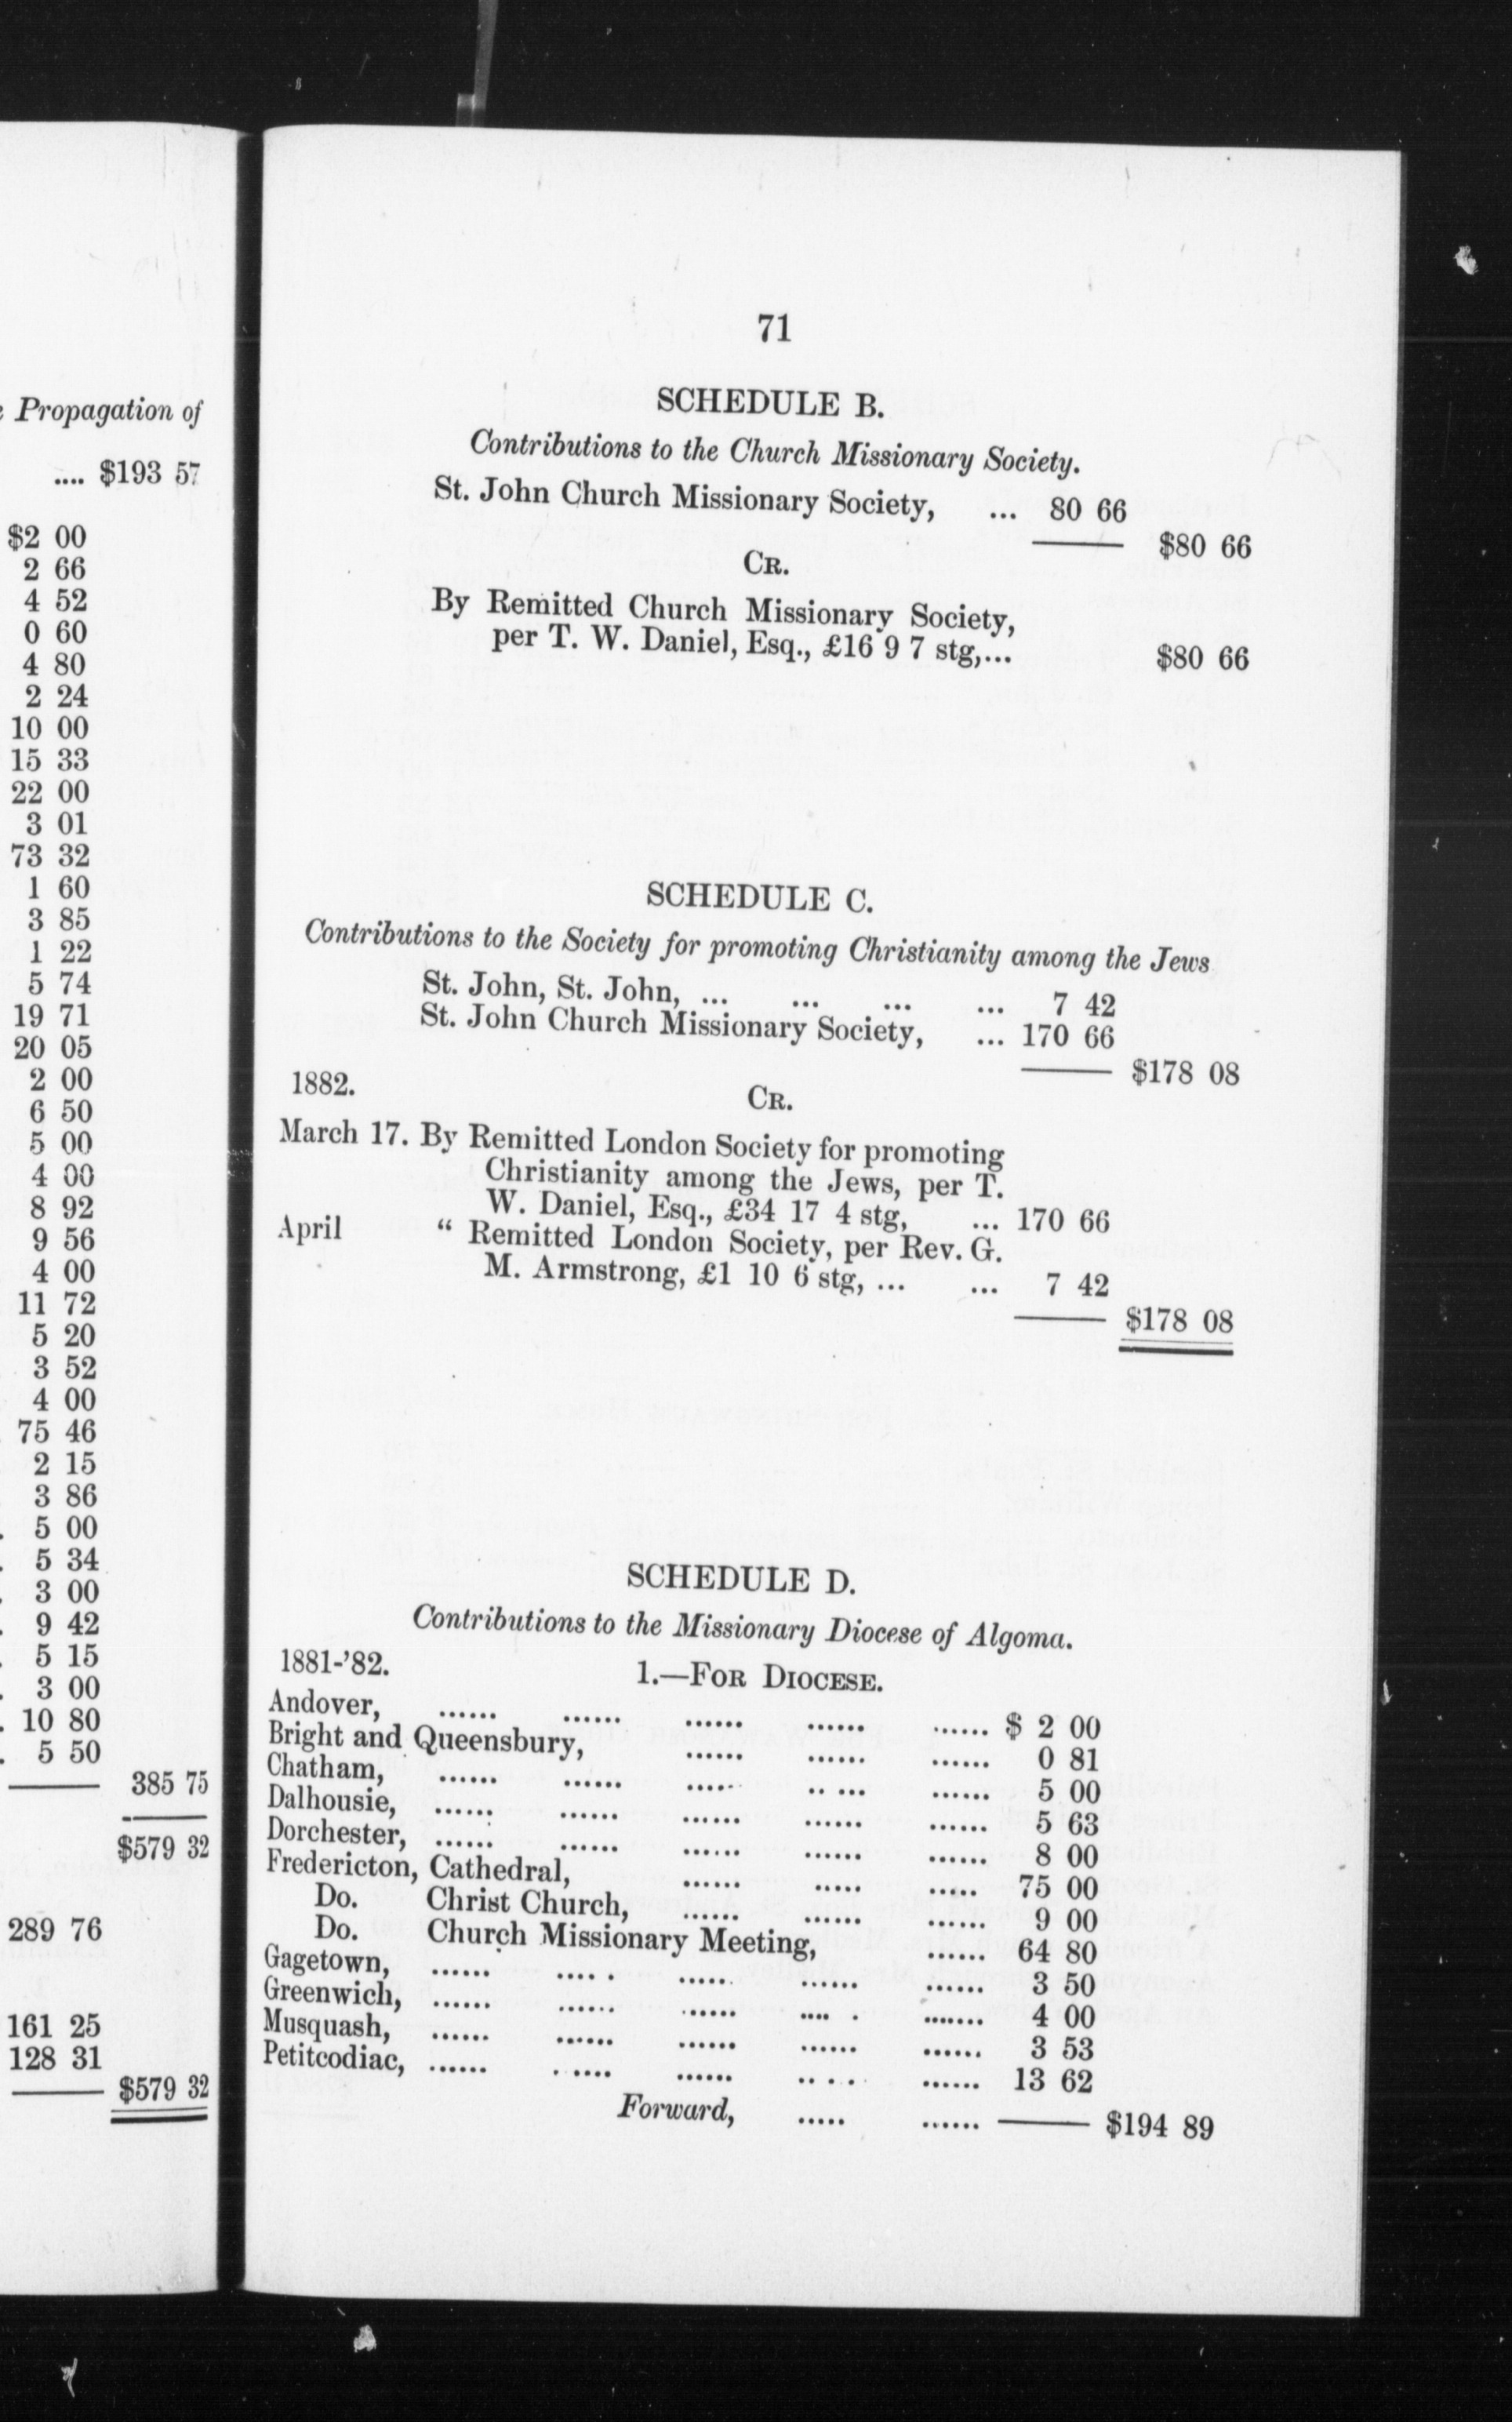 Propagation of
.... $193 57
$2 00
2 66
4 52
0 60
4 80
2 24
10 00
15 33
22 00
3 01
73 32
1 60
3 85
1 22
5 74
19 71
20 05
2 00
6 50
5 00
4 00
8 92
9 56
4 00
11 72
5 20
3 52
4 00
75 46
2 15
3 86
5 00
5 34
3 00
9 42
5 15
3 00
10 80
5 50
385 75
$579 32
289 76
161 25
128 31
$579 32
71
SCHEDULE B.
Contributions to the Church Missionary Society.
St. John Church Missionary Society, ... 80 66
$80 66
CR.
By Remitted Church Missionary Society,
per T. W. Daniel, Esq., £16 9 7 stg,... $80 66
SCHEDULE C.
Contributions to the Society for promoting Christianity among the Jews
St. John, St. John, ... ... ... ... 7 42
St. John Church Missionary Society, ... 170 66
$178 08
1882. CR.
March 17. By Remitted London Society for promoting
Christianity among the Jews, per T.
W. Daniel, Esq., £34 17 4 stg, ... 170 66
April “ Remitted London Society, per Rev. G.
M. Armstrong, £1 10 6 stg, ... ... 7 42
$178 08
SCHEDULE D.
Contributions to the Missionary Diocese of Algoma.
1881-’82. 1.—FOR DIOCESE.
Andover, ...... ...... ...... ...... ...... $ 2 00
Bright and Queensbury, ...... ...... ...... 0 81
Chatham, ...... ...... ..... .. ... ...... 5 00
Dalhousie, ...... ...... ...... ...... ...... 5 63
Dorchester, ...... ...... ...... ...... ...... 8 00
Fredericton, Cathedral, ...... ..... ..... 75 00
Do. Christ Church, ...... ...... ...... 9 00
Do. Church Missionary Meeting, ...... 64 80
Gagetown, ...... .... . ..... ...... ...... 3 50
Greenwich, ...... ...... ...... .... . ....... 4 00
Musquash, ...... ...... ...... ...... ...... 3 53
Petitcodiac, ...... . .... ...... .. . . ...... 13 62
Forward, ..... ...... $194 89